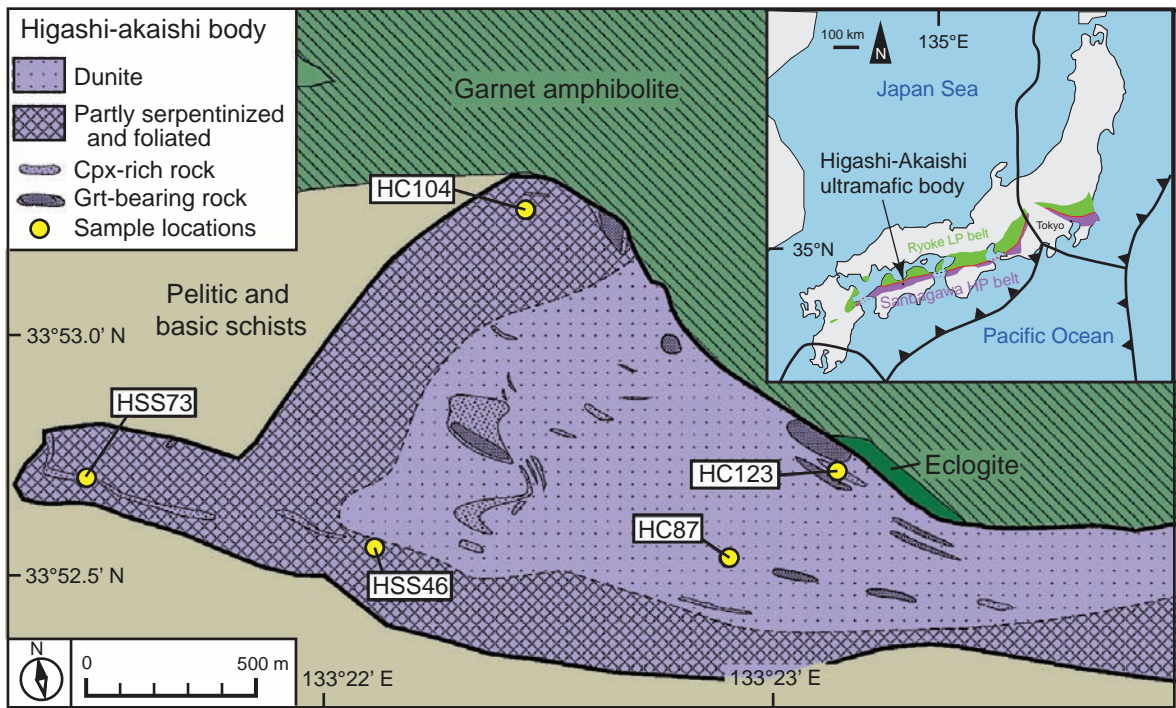 Higashi-akaishi body
Dunite
Partly serpentinized
and foliated
Cpx-rich rock
Grt-bearing rock
Sample locations
Garnet amphibolite
HC104
Pelitic and
basic schists
33°53.0' N
HSS73
HC123
Eclogite
HC87
HSS46
33°52.5' N
N
0
500 m
133°22' E
133°23' E
100 km
N
135°E
Japan Sea
Higashi-Akaishi
ultramafic body
Tokyo
35°N
Ryoke LP belt
Sanbagawa HP belt
Pacific Ocean